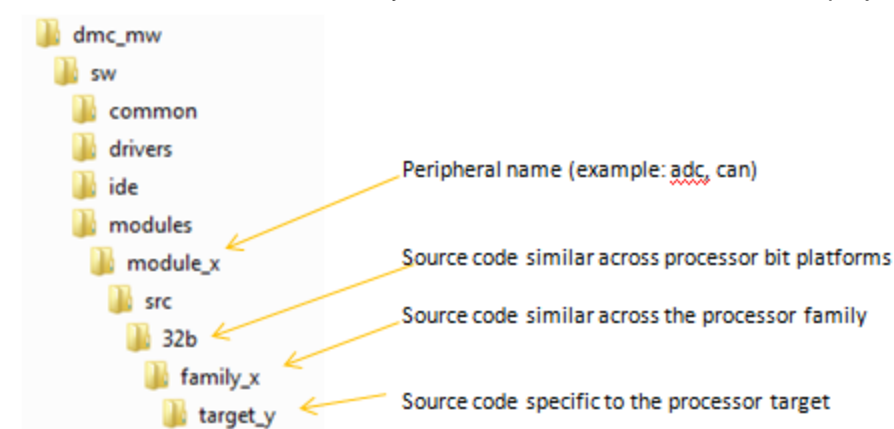 dmc_mw
sw
common
drivers
ide
Peripheral name (example: adc, can)
modules
module_x
Source code similar across processor bit platforms
src
32b
Source code similar across the processor family
family_x
target_y
Source code specific to the processor target